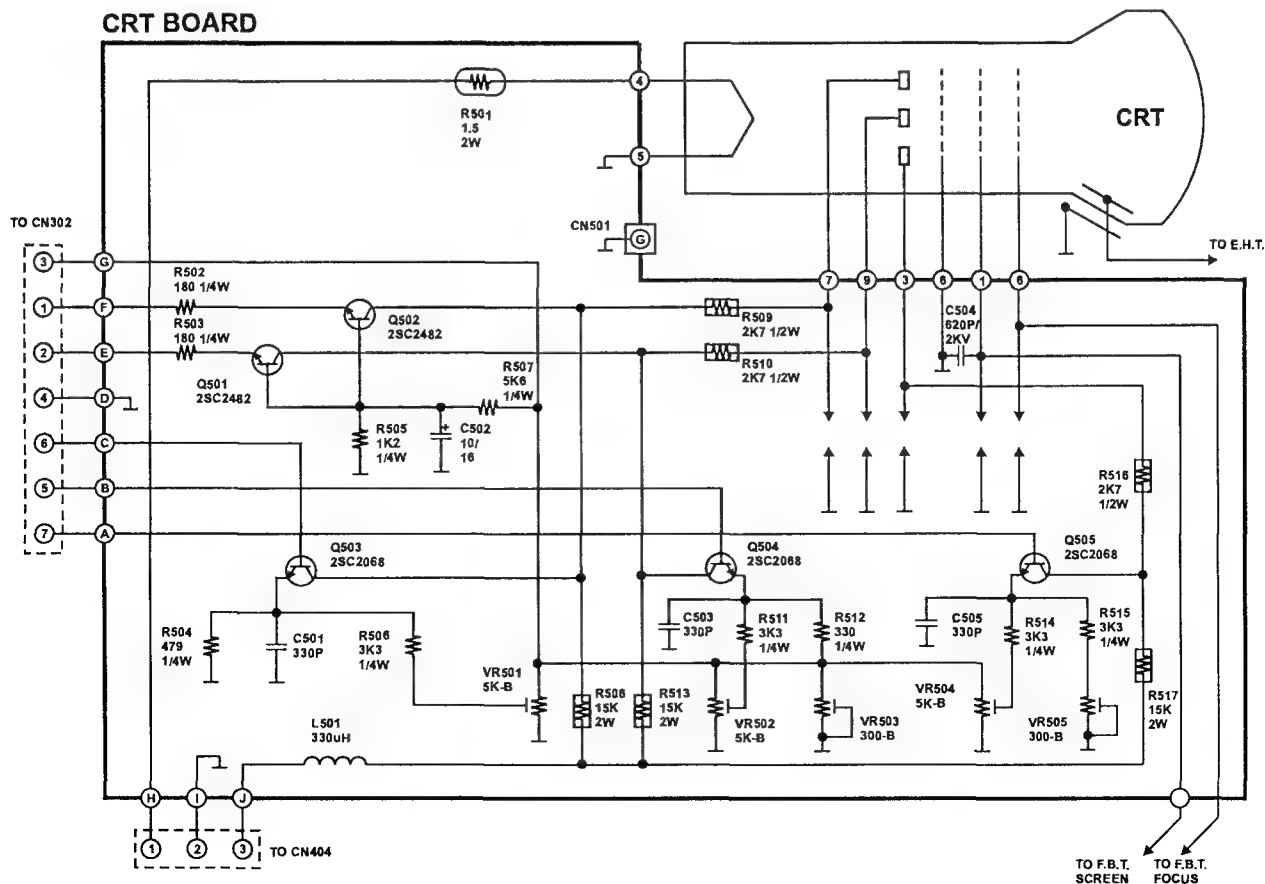 CRT BOARD
R501
1.5
2W
4
5
CRT
TO CN302
CN501
G
TO E.H.T.
3
G
R502
180 1/4W
7
9
3
6
1
6
1
F
Q502
2SC2482
R509
2K7 1/2W
C504
620P/
2KV
R503
180 1/4W
2
E
R510
2K7 1/2W
Q501
2SC2482
R507
5K6
1/4W
4
D
R505
1K2
1/4W
C502
10/
16
+
6
C
R516
2K7
1/2W
5
B
7
A
Q503
2SC2068
Q504
2SC2068
Q505
2SC2068
R504
479
1/4W
C501
330P
R506
3K3
1/4W
C503
330P
R511
3K3
1/4W
R512
330
1/4W
C505
330P
R514
3K3
1/4W
R515
3K3
1/4W
VR501
5K-B
R506
15K
2W
R513
15K
2W
VR502
5K-B
VR503
300-B
VR504
5K-B
VR505
300-B
R517
15K
2W
L501
330uH
H
I
J
1
2
3
TO CN404
TO F.B.T.
SCREEN
TO F.B.T.
FOCUS